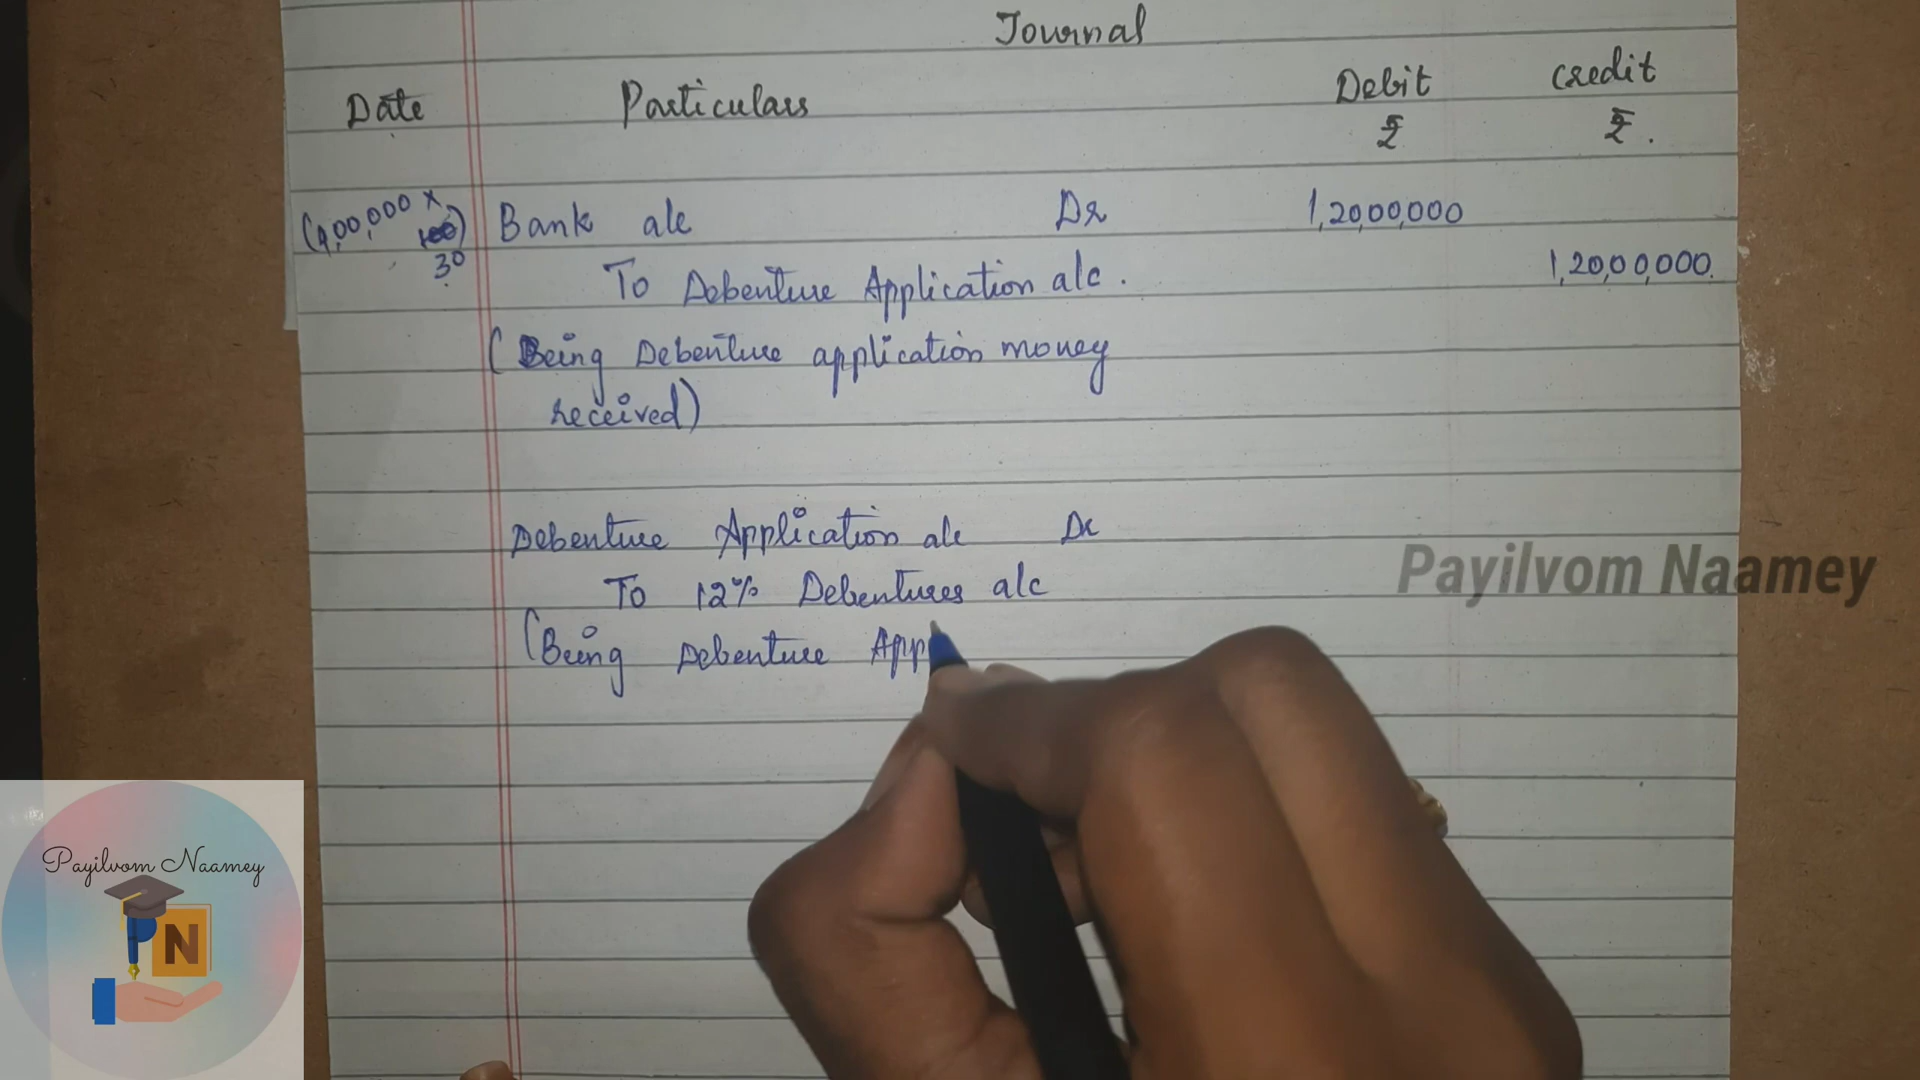 Journal
Date Particulars Debit Credit
₹ ₹.
(4,00,000 x Bank a/c Dr 1,20,00,000
30 To Debenture Application a/c. 1,20,00,000.
(Being Debenture application money
received)
Debenture Application a/c Dr
To 12% Debentures a/c
(Being Debenture App
Payilvom Naamey
Payilvom Naamey
PN